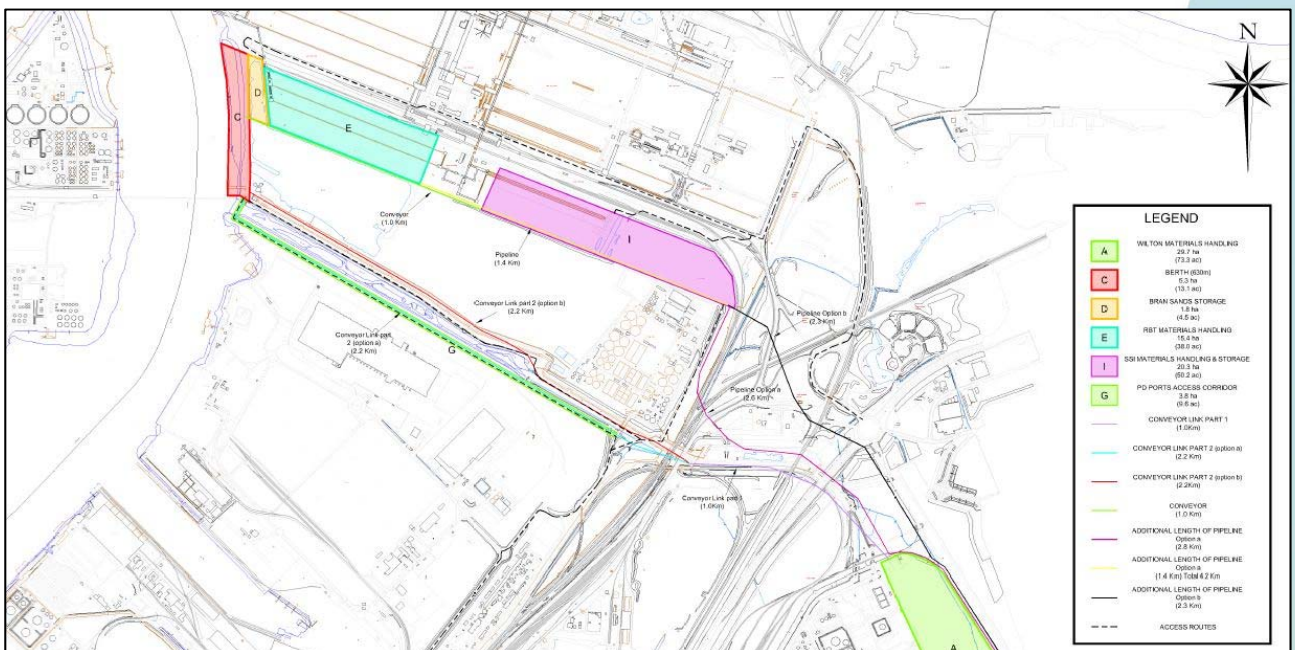 N
C
D
E
Conveyor
(1.0 Km)
I
Pipeline
(1.4 Km)
Conveyor Link part 2 (option b)
(2.2 Km)
Conveyor Link part
2 (option a)
(2.2 Km)
G
Pipeline Option b
(2.3 Km)
Pipeline Option a
Conveyor Link part 1
(1.0Km)
A
LEGEND
A
WILTON MATERIALS HANDLING
29.7 ha
(73.3 ac)
C
BERTH (630m)
5.3 ha
(13.1 ac)
D
BRAN SANDS STORAGE
1.8 ha
(4.5 ac)
E
RBT MATERIALS HANDLING
15.4 ha
(38.0 ac)
I
SSI MATERIALS HANDLING & STORAGE
20.3 ha
(50.2 ac)
G
PD PORTS ACCESS CORRIDOR
3.8 ha
(9.6 ac)
CONVEYOR LINK PART 1
(1.0Km)
CONVEYOR LINK PART 2 (option a)
(2.2 Km)
CONVEYOR LINK PART 2 (option b)
(2.2Km)
CONVEYOR
(1.0 Km)
ADDITIONAL LENGTH OF PIPELINE
Option a
(2.8 Km)
ADDITIONAL LENGTH OF PIPELINE
Option a
(1.4 Km) Total 4.2 Km
ADDITIONAL LENGTH OF PIPELINE
Option b
(2.3 Km)
ACCESS ROUTES